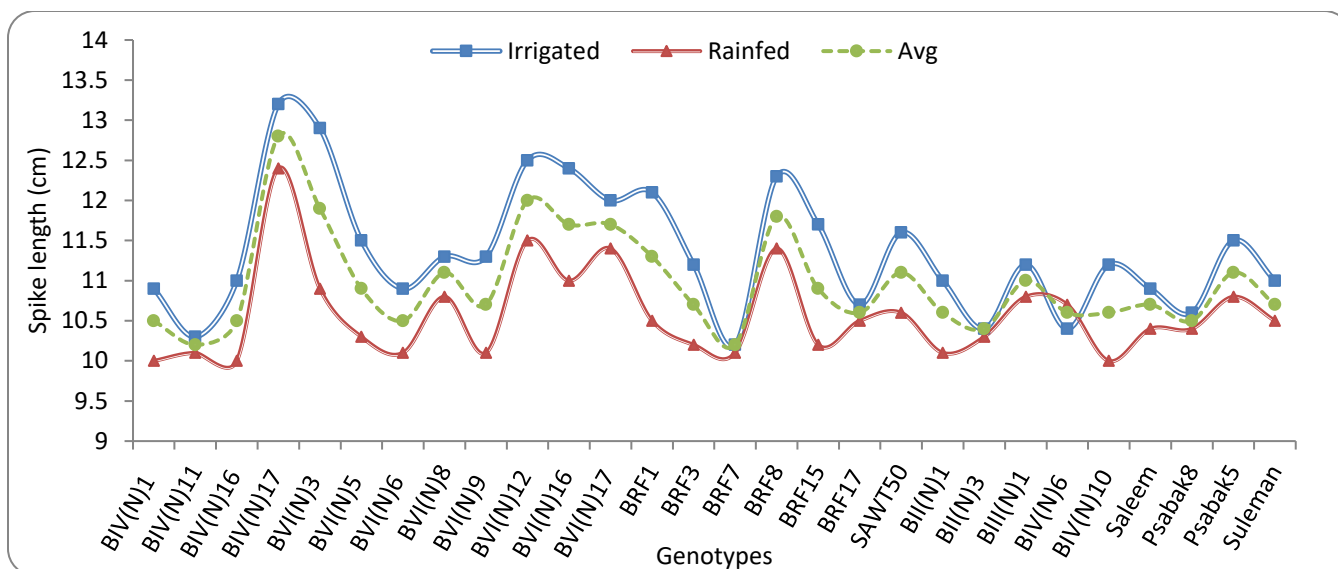 Irrigated Rainfed Avg
14
13.5
13
12.5
12
11.5
11
10.5
10
9.5
9
Spike length (cm)
BIV(N)1
BIV(N)11
BIV(N)16
BIV(N)17
BVI(N)3
BVI(N)5
BVI(N)6
BVI(N)8
BVI(N)9
BVI(N)12
BVI(N)16
BVI(N)17
BRF1
BRF3
BRF7
BRF8
BRF15
BRF17
SAWT50
BII(N)1
BII(N)3
BIII(N)1
BIV(N)6
BIV(N)10
Saleem
Psabak8
Psabak5
Suleman
Genotypes